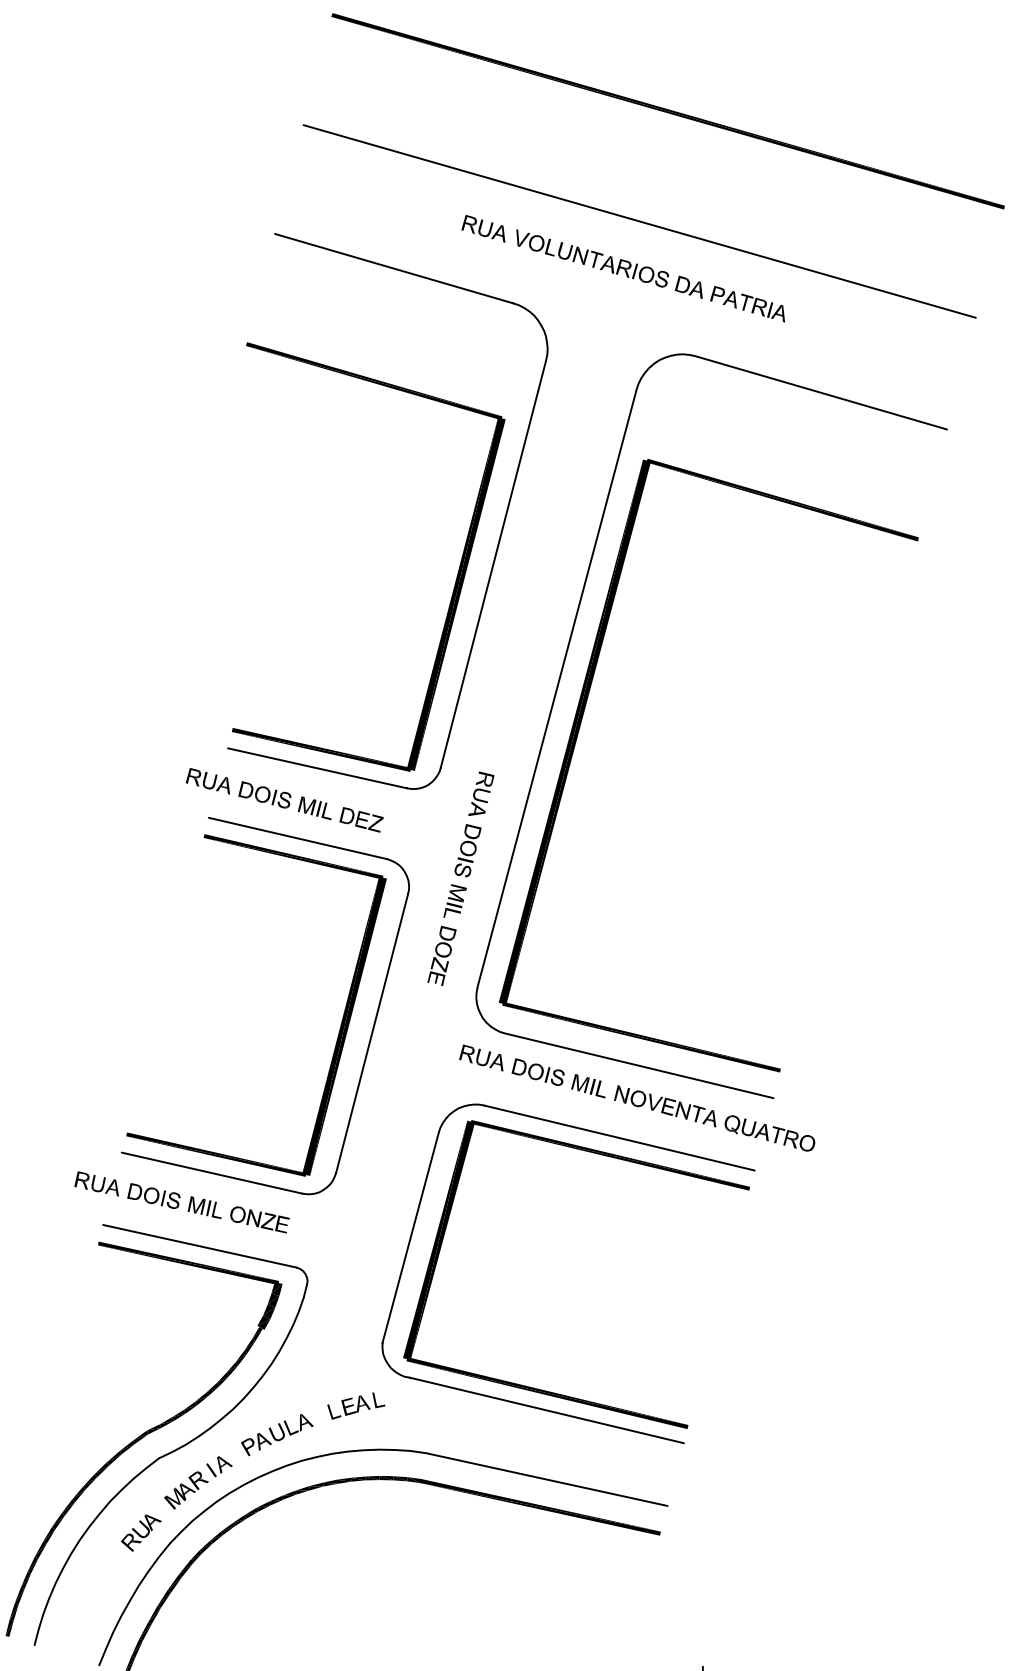 RUA VOLUNTARIOS DA PATRIA
RUA DOIS MIL DEZ
RUA DOIS MIL DOZE
RUA DOIS MIL NOVENTA QUATRO
RUA DOIS MIL ONZE
RUA MARIA PAULA LEAL